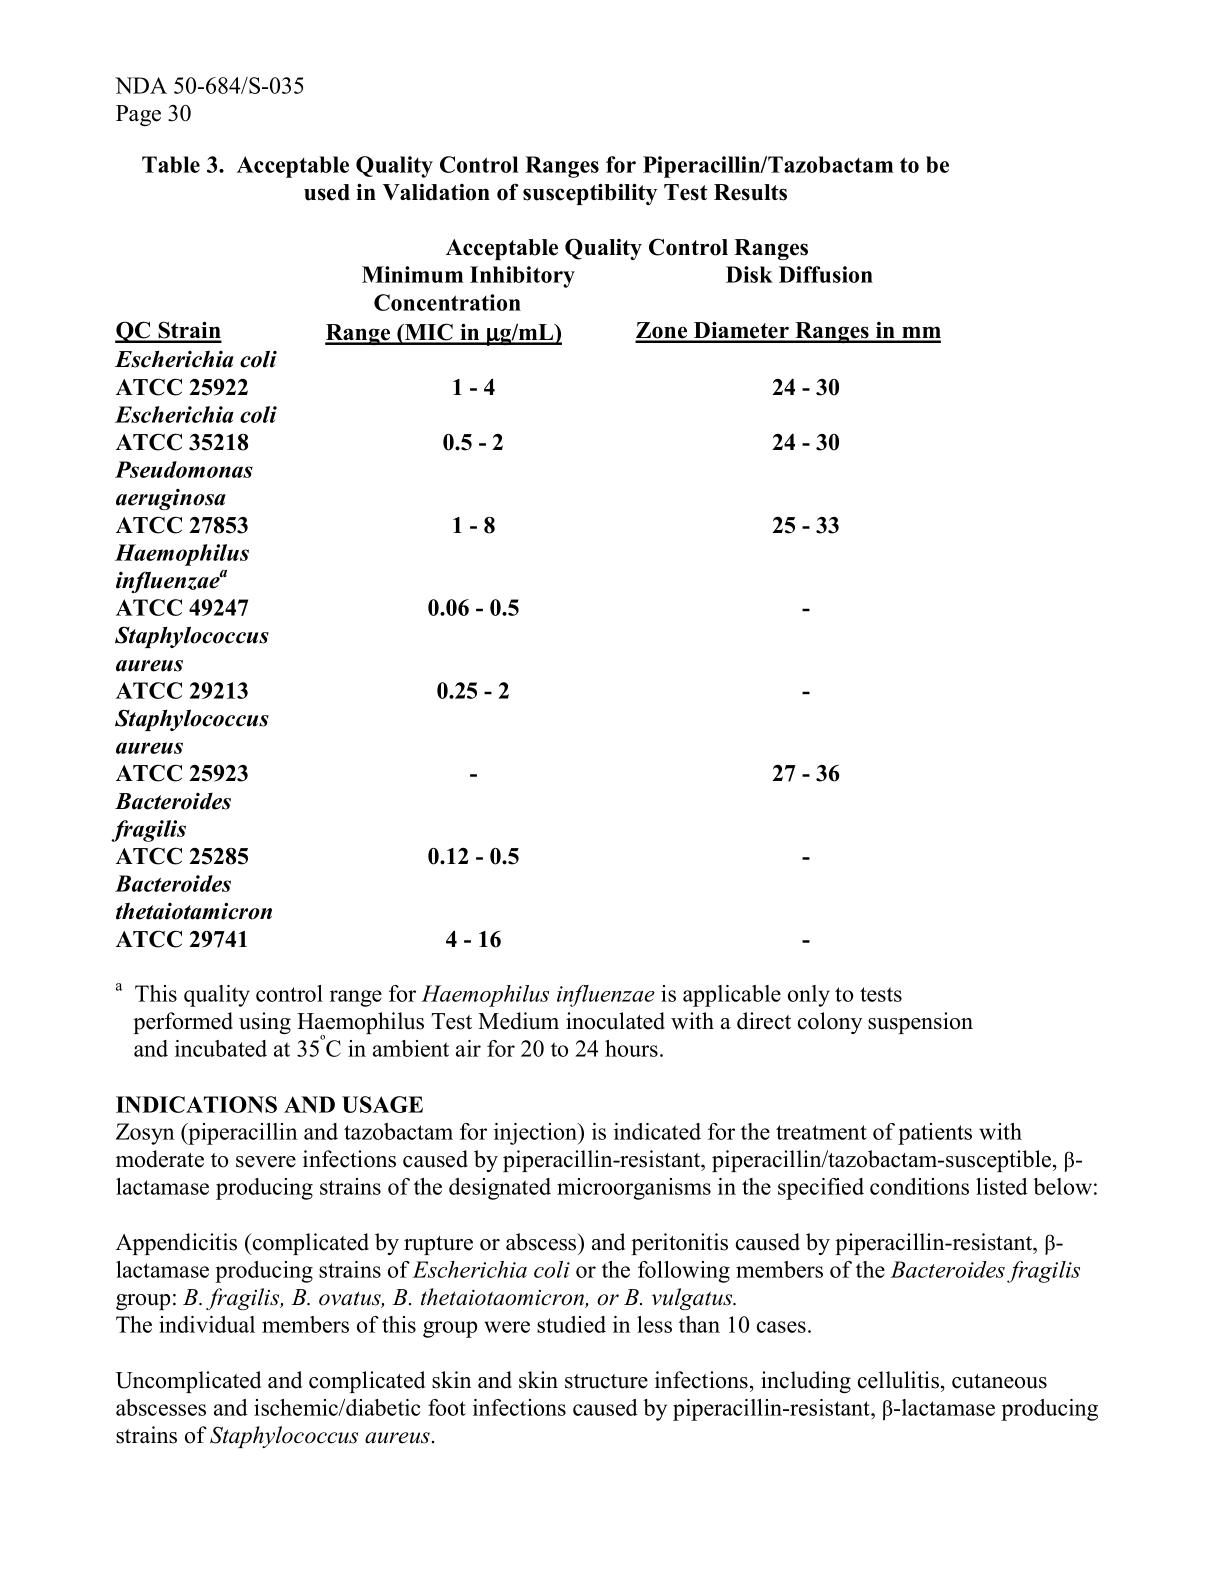 NDA 50-684/S-035
Page 30
Table 3. Acceptable Quality Control Ranges for Piperacillin/Tazobactam to be
used in Validation of susceptibility Test Results
Acceptable Quality Control Ranges
Minimum Inhibitory Disk Diffusion
Concentration
QC Strain Range (MIC in µg/mL) Zone Diameter Ranges in mm
Escherichia coli
ATCC 25922 1 - 4 24 - 30
Escherichia coli
ATCC 35218 0.5 - 2 24 - 30
Pseudomonas
aeruginosa
ATCC 27853 1 - 8 25 - 33
Haemophilus
influenzaeª
ATCC 49247 0.06 - 0.5 -
Staphylococcus
aureus
ATCC 29213 0.25 - 2 -
Staphylococcus
aureus
ATCC 25923 - 27 - 36
Bacteroides
fragilis
ATCC 25285 0.12 - 0.5 -
Bacteroides
thetaiotamicron
ATCC 29741 4 - 16 -
ª This quality control range for Haemophilus influenzae is applicable only to tests
performed using Haemophilus Test Medium inoculated with a direct colony suspension
and incubated at 35°C in ambient air for 20 to 24 hours.
INDICATIONS AND USAGE
Zosyn (piperacillin and tazobactam for injection) is indicated for the treatment of patients with
moderate to severe infections caused by piperacillin-resistant, piperacillin/tazobactam-susceptible, β-
lactamase producing strains of the designated microorganisms in the specified conditions listed below:
Appendicitis (complicated by rupture or abscess) and peritonitis caused by piperacillin-resistant, β-
lactamase producing strains of Escherichia coli or the following members of the Bacteroides fragilis
group: B. fragilis, B. ovatus, B. thetaiotaomicron, or B. vulgatus.
The individual members of this group were studied in less than 10 cases.
Uncomplicated and complicated skin and skin structure infections, including cellulitis, cutaneous
abscesses and ischemic/diabetic foot infections caused by piperacillin-resistant, β-lactamase producing
strains of Staphylococcus aureus.